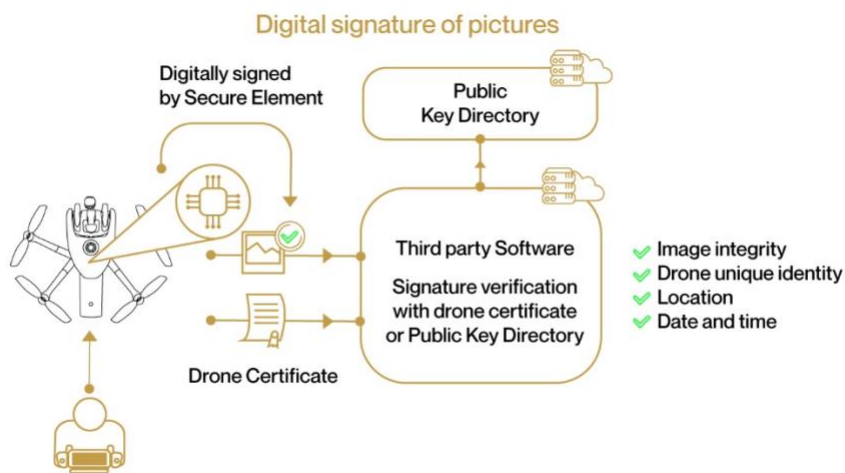 Digital signature of pictures
Digitally signed
by Secure Element
Public
Key Directory
Third party Software
Signature verification
with drone certificate
or Public Key Directory
Image integrity
Drone unique identity
Location
Date and time
Drone Certificate